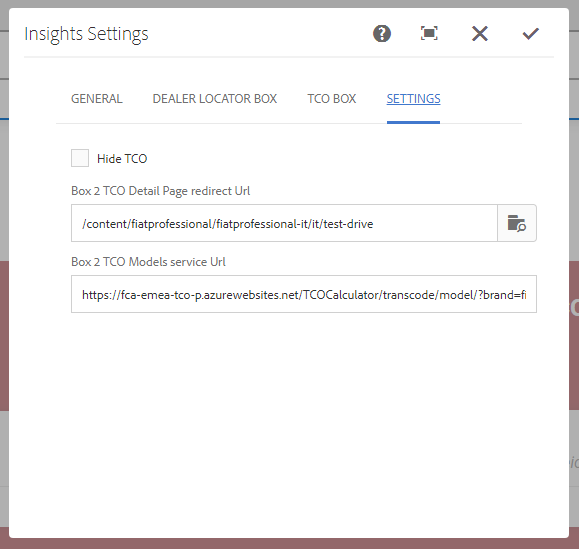 Insights Settings
GENERAL DEALER LOCATOR BOX TCO BOX SETTINGS
Hide TCO
Box 2 TCO Detail Page redirect Url
/content/fiatprofessional/fiatprofessional-it/it/test-drive
Box 2 TCO Models service Url
https://fca-emea-tco-p.azurewebsites.net/TCOCalculator/transcode/model/?brand=fi